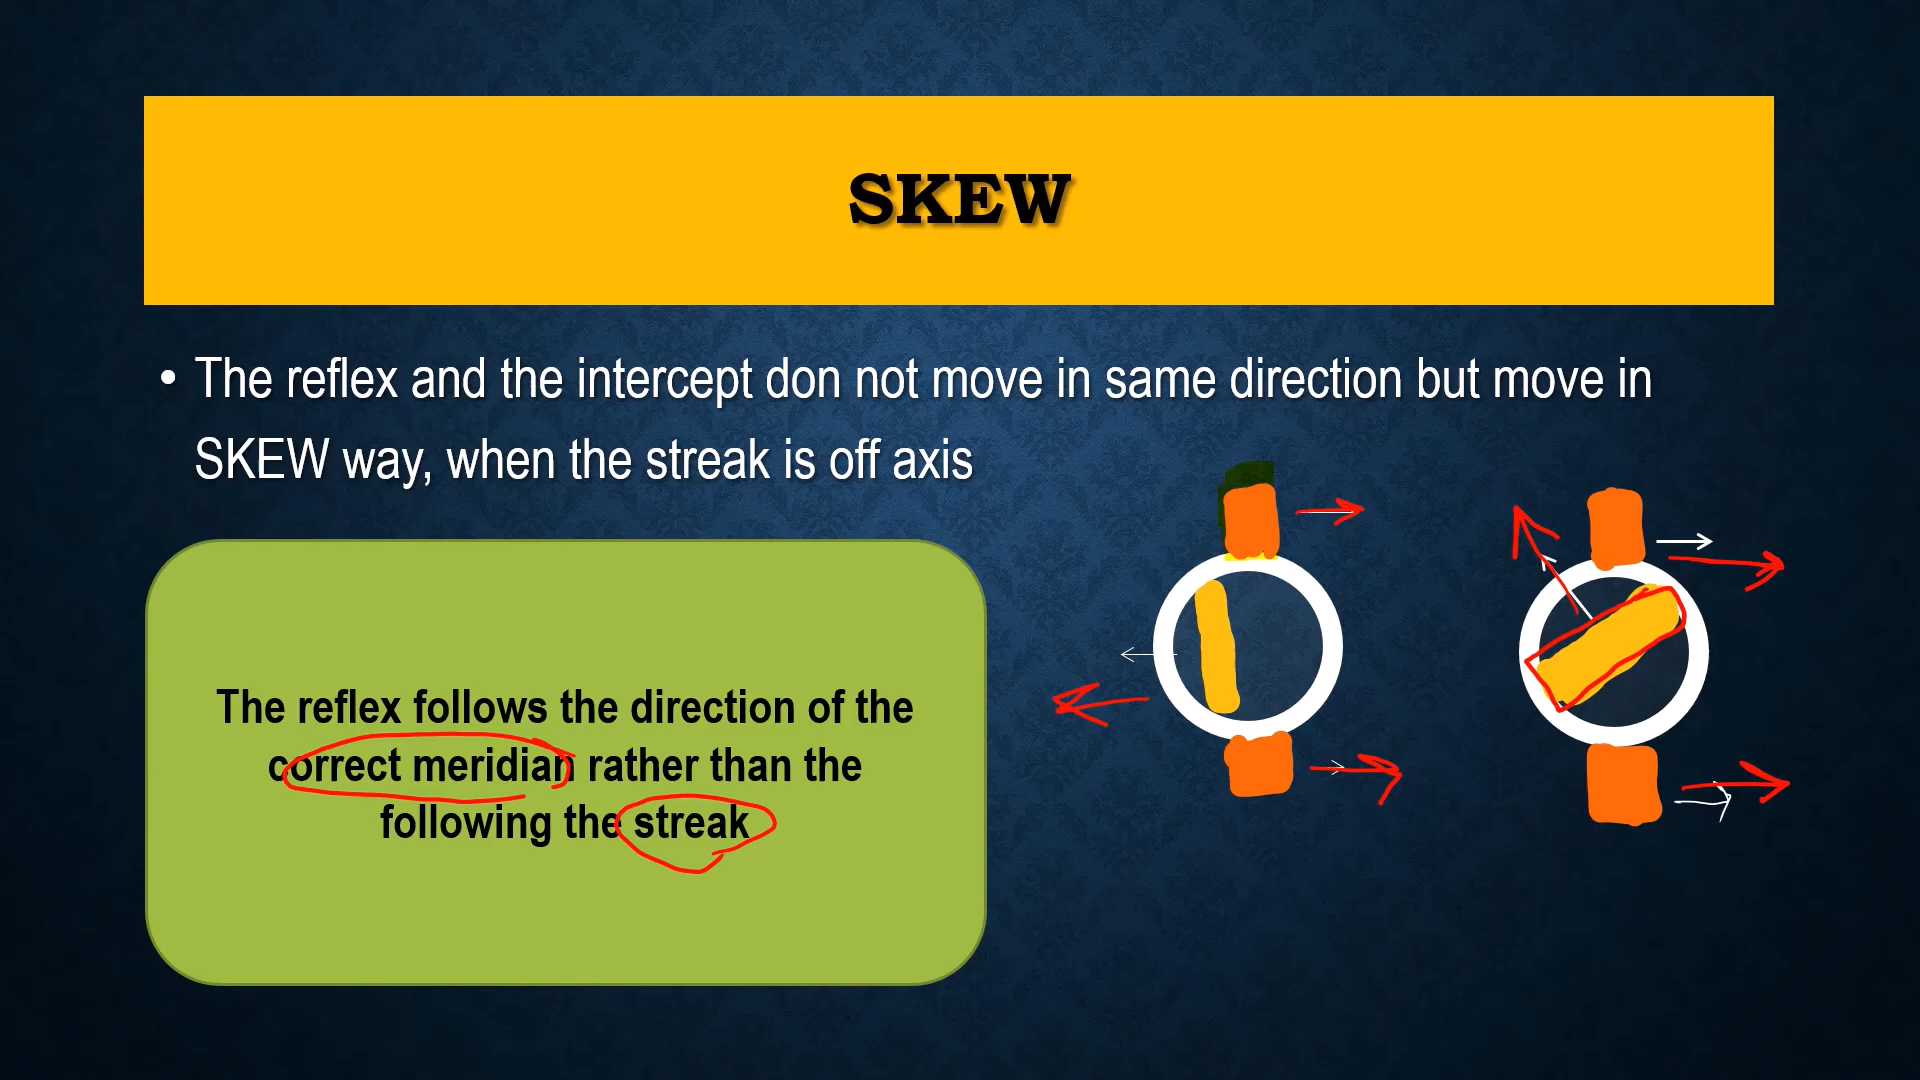 SKEW
• The reflex and the intercept don not move in same direction but move in
SKEW way, when the streak is off axis
The reflex follows the direction of the
correct meridian rather than the
following the streak